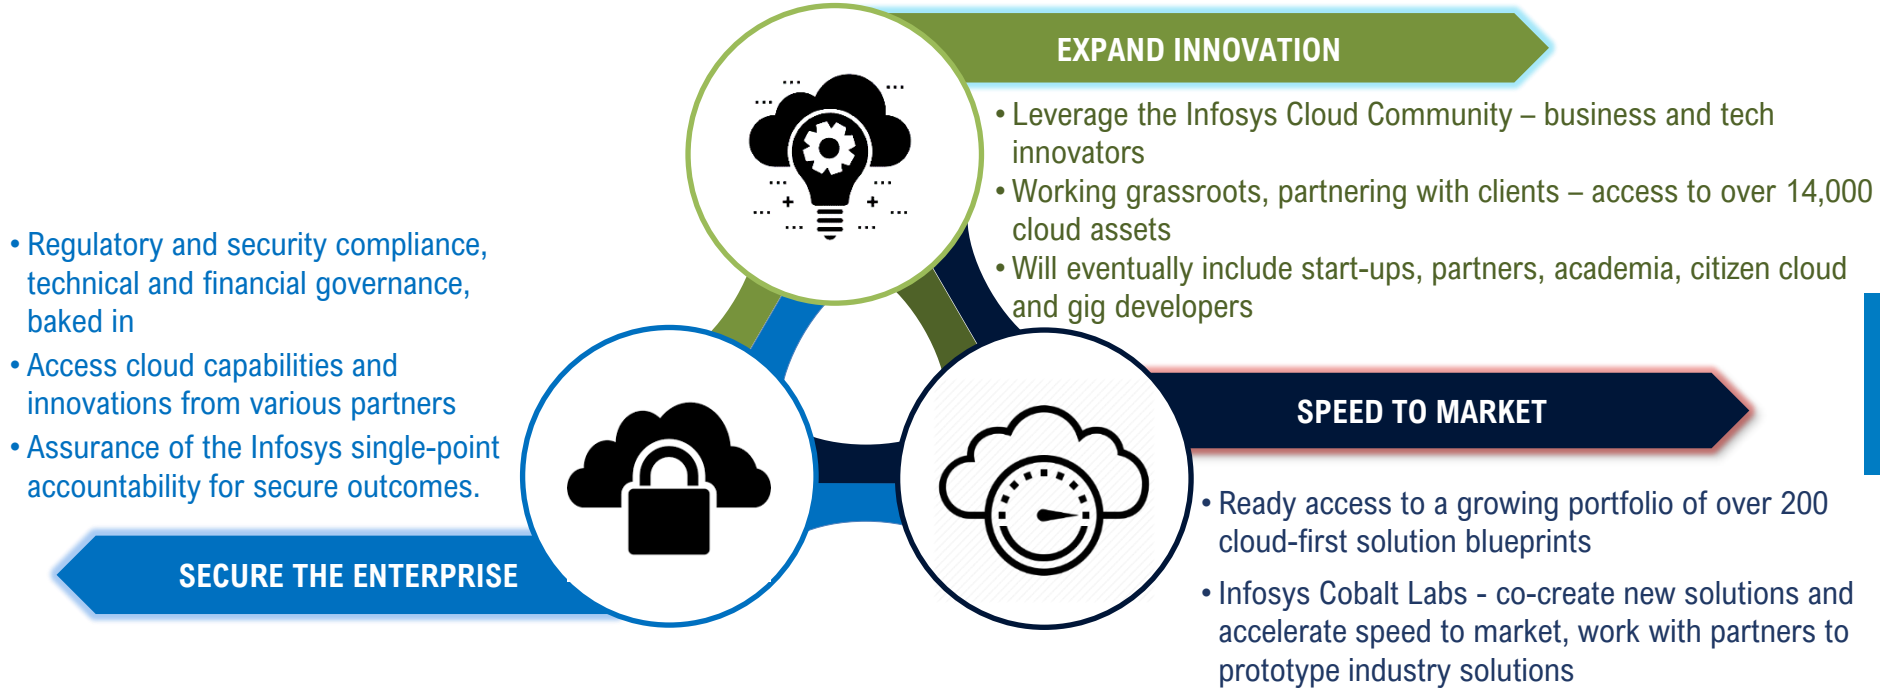 EXPAND INNOVATION
• Leverage the Infosys Cloud Community – business and tech
innovators
• Working grassroots, partnering with clients – access to over 14,000
cloud assets
• Will eventually include start-ups, partners, academia, citizen cloud
and gig developers
• Regulatory and security compliance,
technical and financial governance,
baked in
• Access cloud capabilities and
innovations from various partners
• Assurance of the Infosys single-point
accountability for secure outcomes.
SECURE THE ENTERPRISE
SPEED TO MARKET
• Ready access to a growing portfolio of over 200
cloud-first solution blueprints
• Infosys Cobalt Labs - co-create new solutions and
accelerate speed to market, work with partners to
prototype industry solutions